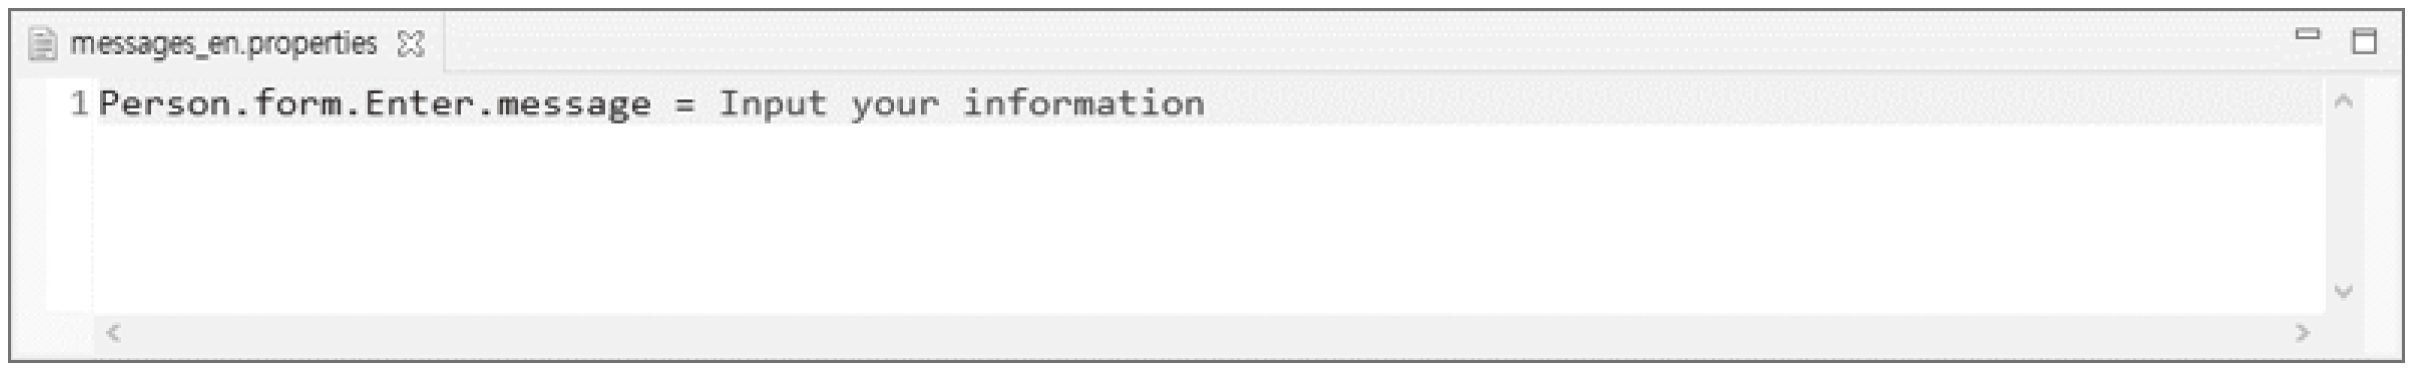 messages_en.properties
1 Person.form.Enter.message = Input your information